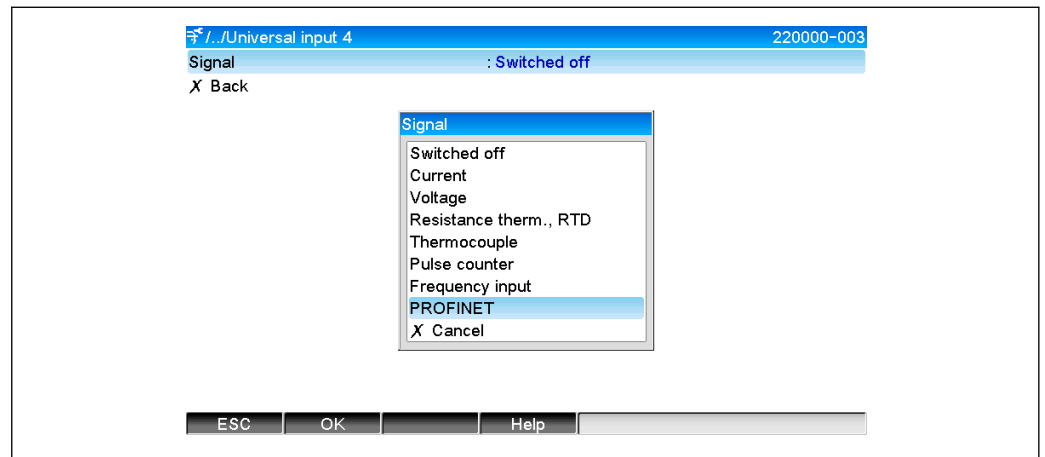 /../Universal input 4 220000-003
Signal : Switched off
X Back
Signal
Switched off
Current
Voltage
Resistance therm., RTD
Thermocouple
Pulse counter
Frequency input
PROFINET
X Cancel
ESC OK Help